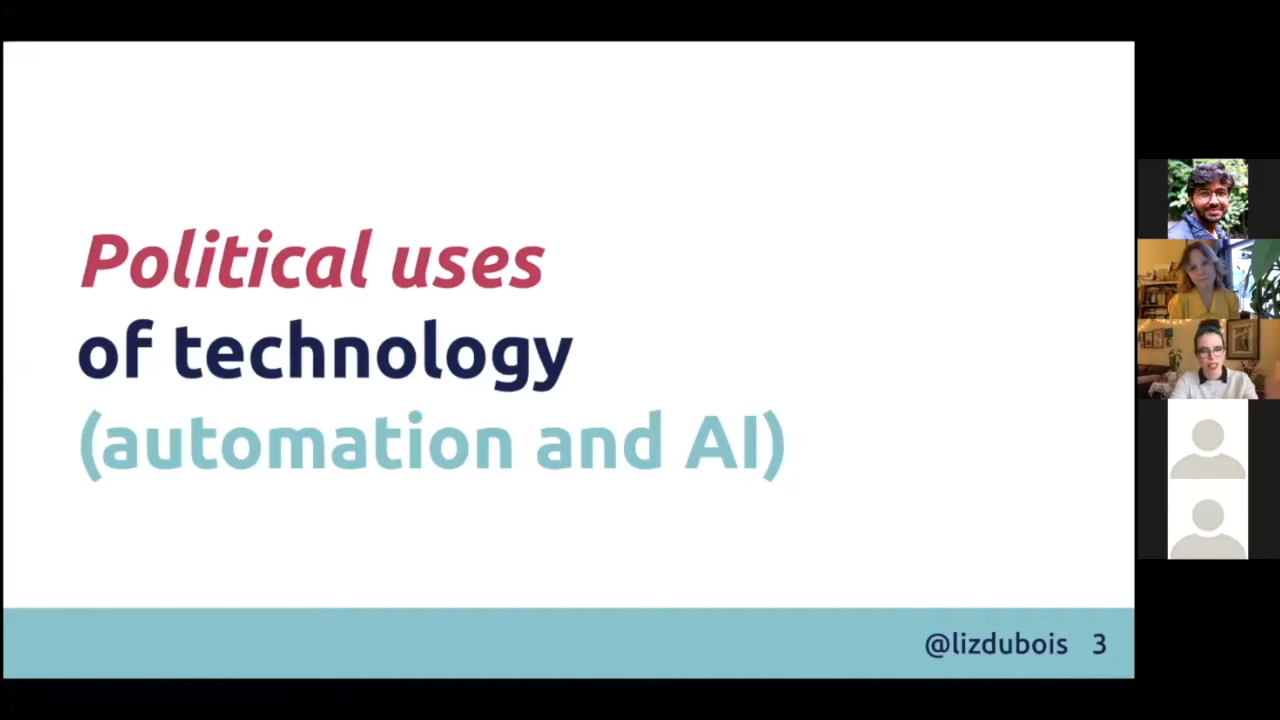 Political uses
of technology
(automation and AI)
@lizdubois 3